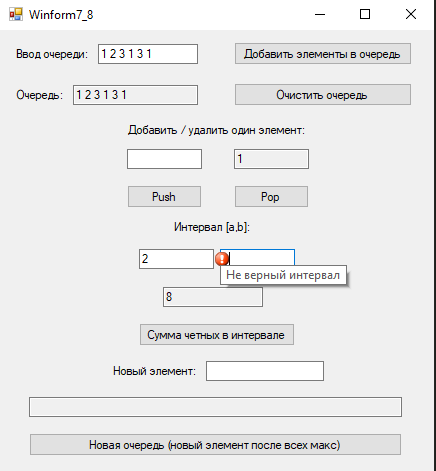 Winform7_8
Ввод очереди: 1 2 3 1 3 1 Добавить элементы в очередь
Очередь: 1 2 3 1 3 1 Очистить очередь
Добавить / удалить один элемент:
1
Push Pop
Интервал [a,b]:
2
Не верный интервал
8
Сумма четных в интервале
Новый элемент:
Новая очередь (новый элемент после всех макс)